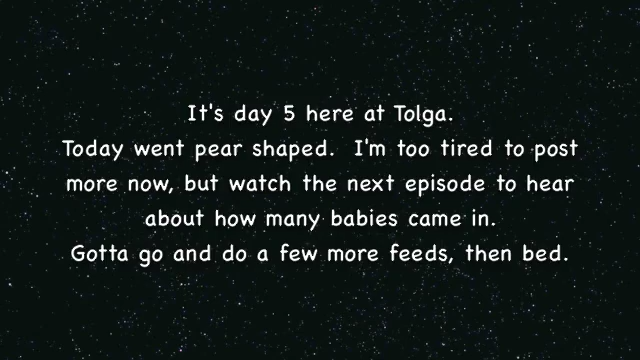 It's day 5 here at Tolga.
Today went pear shaped.  I'm too tired to post
more now, but watch the next episode to hear
about how many babies came in.
Gotta go and do a few more feeds, then bed.